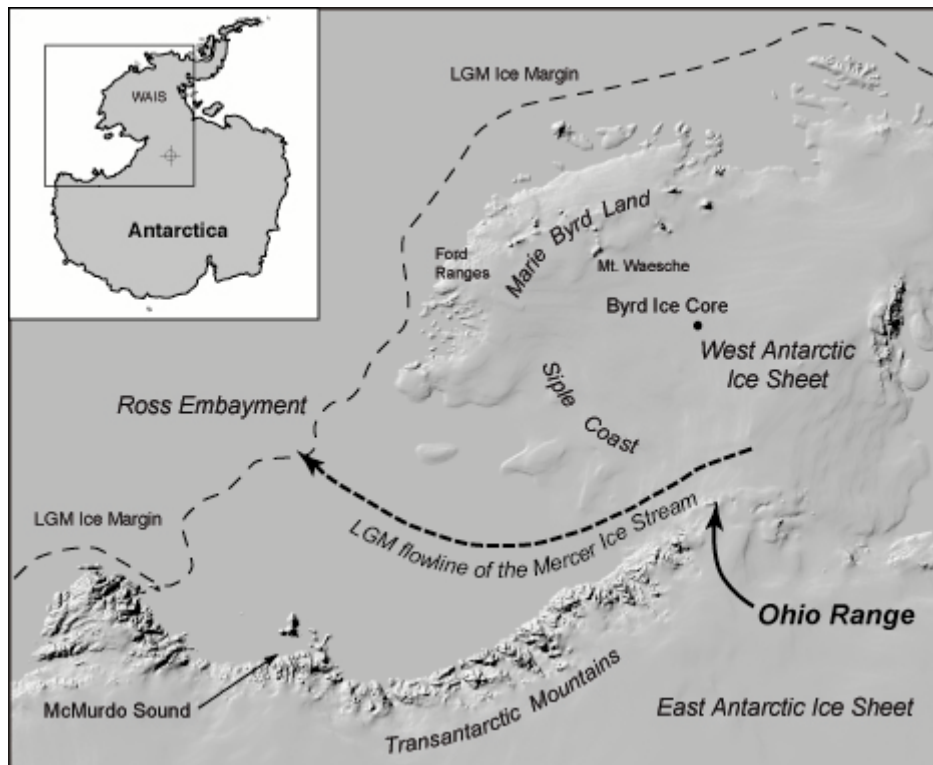 WAIS
Antarctica
LGM Ice Margin
Ford
Ranges
Marie Byrd Land
Mt. Waesche
Byrd Ice Core
West Antarctic
Ice Sheet
Siple Coast
Ross Embayment
LGM Ice Margin
LGM flowline of the Mercer Ice Stream
Ohio Range
McMurdo Sound
Transantarctic Mountains
East Antarctic Ice Sheet